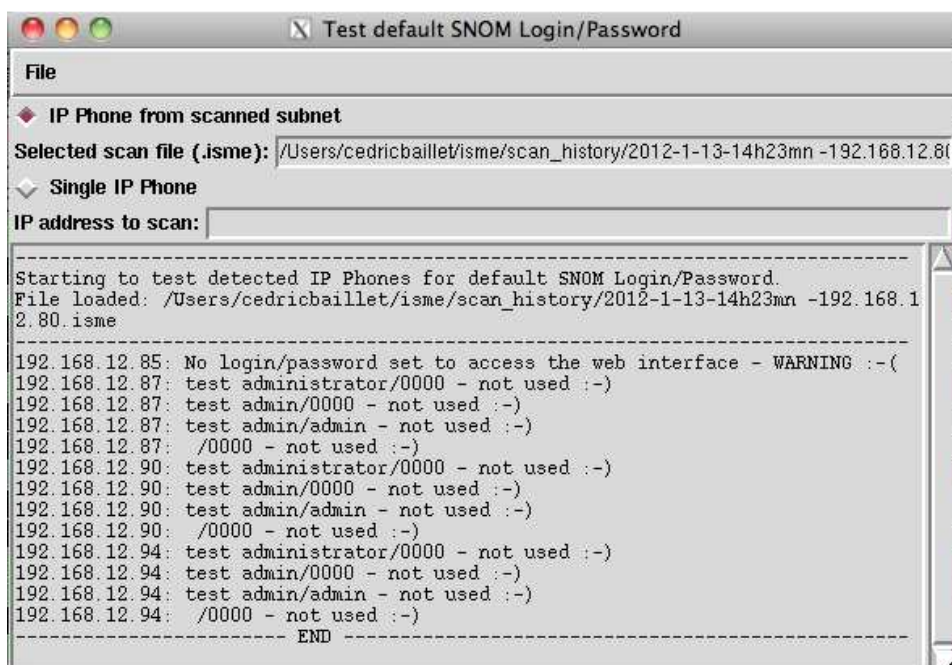 Test default SNOM Login/Password
File
IP Phone from scanned subnet
Selected scan file (.isme): /Users/cedricbaillet/isme/scan_history/2012-1-13-14h23mn -192.168.12.80
Single IP Phone
IP address to scan:
--------------------------------------------------------------------------------
Starting to test detected IP Phones for default SNOM Login/Password.
File loaded: /Users/cedricbaillet/isme/scan_history/2012-1-13-14h23mn -192.168.1
2.80.isme
--------------------------------------------------------------------------------
192.168.12.85: No login/password set to access the web interface - WARNING :-(
192.168.12.87: test administrator/0000 - not used :-)
192.168.12.87: test admin/0000 - not used :-)
192.168.12.87: test admin/admin - not used :-)
192.168.12.87:  /0000 - not used :-)
192.168.12.90: test administrator/0000 - not used :-)
192.168.12.90: test admin/0000 - not used :-)
192.168.12.90: test admin/admin - not used :-)
192.168.12.90:  /0000 - not used :-)
192.168.12.94: test administrator/0000 - not used :-)
192.168.12.94: test admin/0000 - not used :-)
192.168.12.94: test admin/admin - not used :-)
192.168.12.94:  /0000 - not used :-)
------------------------ END --------------------------------------------------